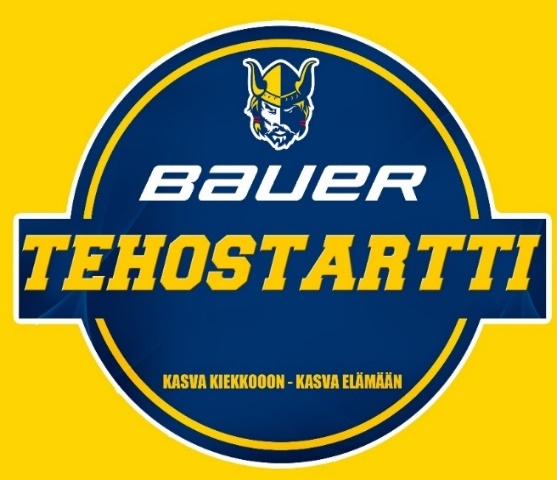 BAUER
TEHOSTARTTI
KASVA KIEKKOOON - KASVA ELÄMÄÄN